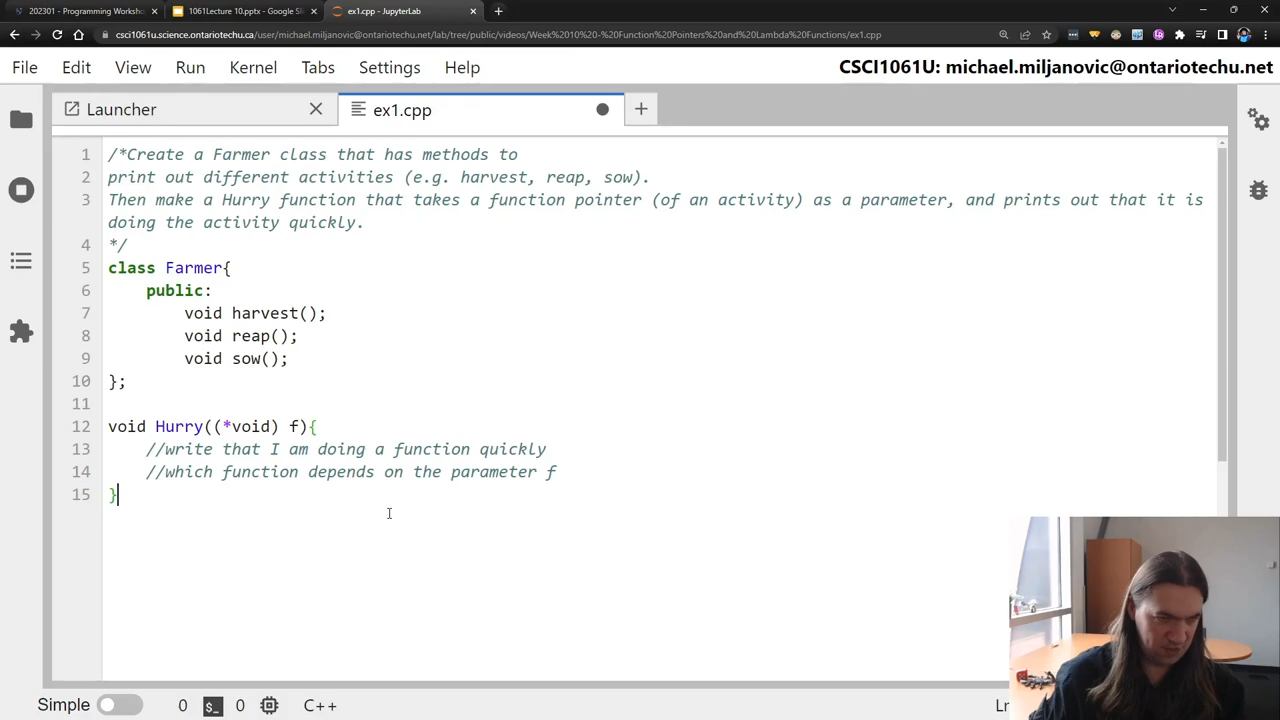 202301 - Programming Worksho
1061Lecture 10.pptx - Google Sli
ex1.cpp - JupyterLab
csci1061u.science.ontariotechu.ca/user/michael.miljanovic@ontariotechu.net/lab/tree/public/videos/Week%2010%20-%20Function%20Pointers%20and%20Lambda%20Functions/ex1.cpp
File Edit View Run Kernel Tabs Settings Help CSCI1061U: michael.miljanovic@ontariotechu.net
Launcher
ex1.cpp
1 /*Create a Farmer class that has methods to
2 print out different activities (e.g. harvest, reap, sow).
3 Then make a Hurry function that takes a function pointer (of an activity) as a parameter, and prints out that it is
doing the activity quickly.
4 */
5 class Farmer{
6 public:
7 void harvest();
8 void reap();
9 void sow();
10 };
11
12 void Hurry((*void) f){
13 //write that I am doing a function quickly
14 //which function depends on the parameter f
15 }
Simple 0 $_ 0 C++ Ln